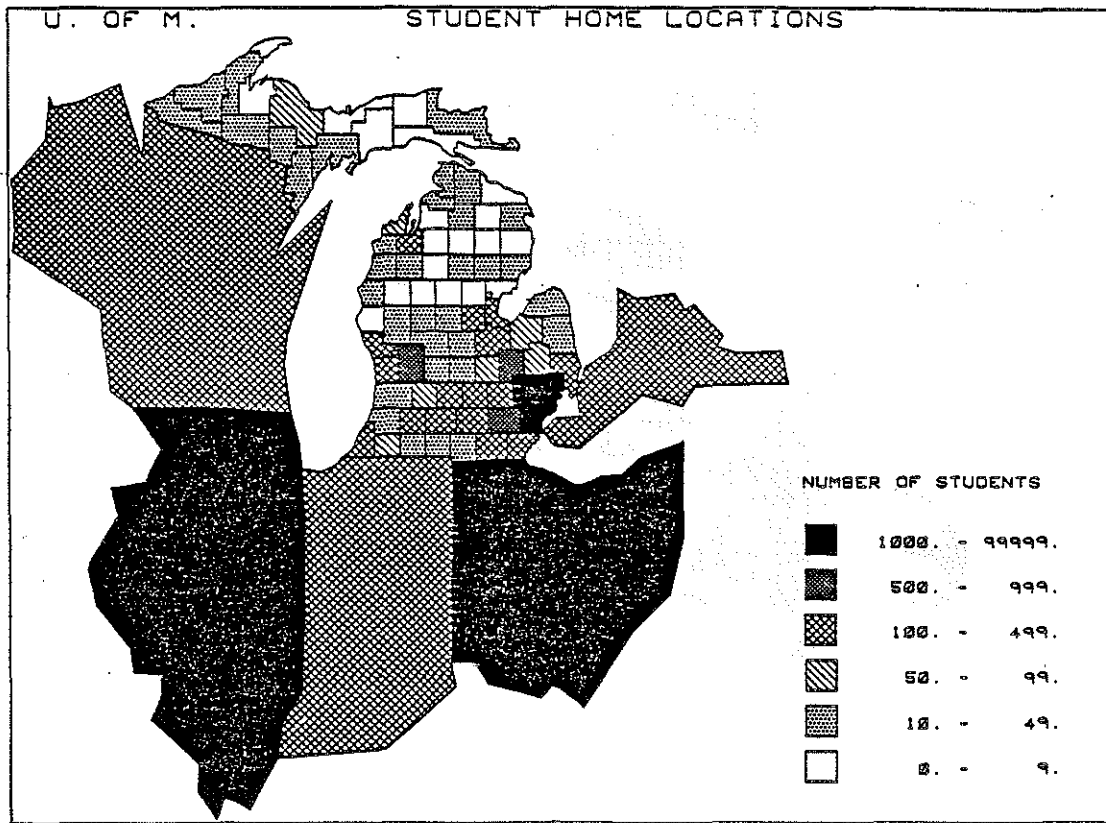 U. OF M. STUDENT HOME LOCATIONS
NUMBER OF STUDENTS
1000. - 99999.
500. - 999.
100. - 499.
50. - 99.
10. - 49.
0. - 9.